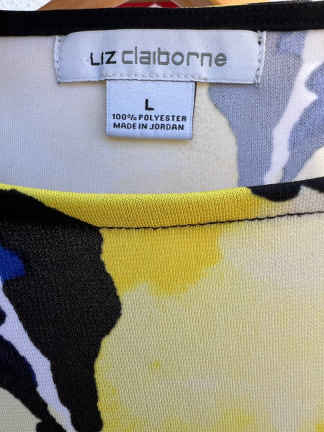 LIZ claiborne
L
100% POLYESTER
MADE IN JORDAN